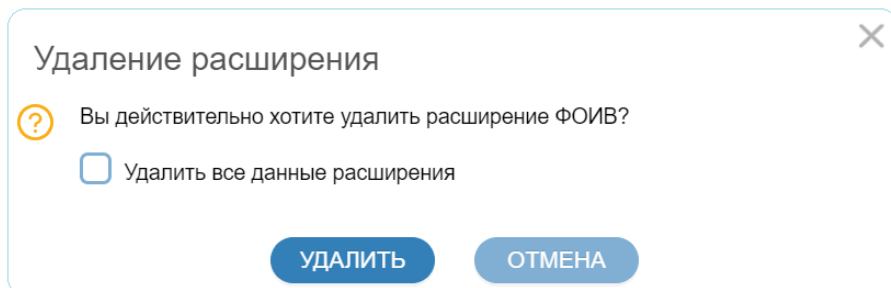 Удаление расширения
Вы действительно хотите удалить расширение ФОИВ?
Удалить все данные расширения
УДАЛИТЬ ОТМЕНА